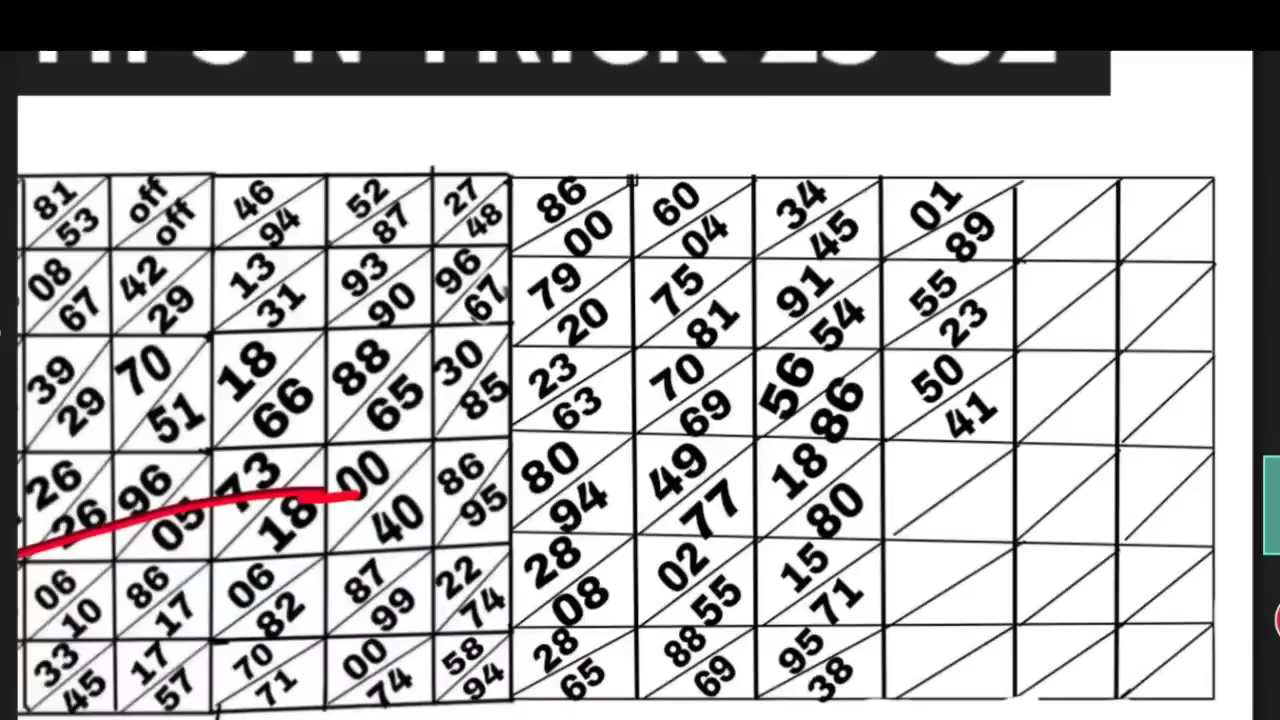 TIPS N TRICK 25-52
81 off 46 52 27 86 60 34 01
53 off 94 87 48 00 04 45 89
08 42 13 93 96 79 75 91 55
67 29 31 90 67 20 81 54 23
39 70 18 88 30 23 70 56 50
29 51 66 65 85 63 69 86 41
26 96 73 00 86 80 49 18
26 05 18 40 95 94 77 80
06 86 06 87 22 28 02 15
10 17 82 99 74 08 55 71
33 17 70 00 58 28 88 95
45 57 71 74 94 65 69 38